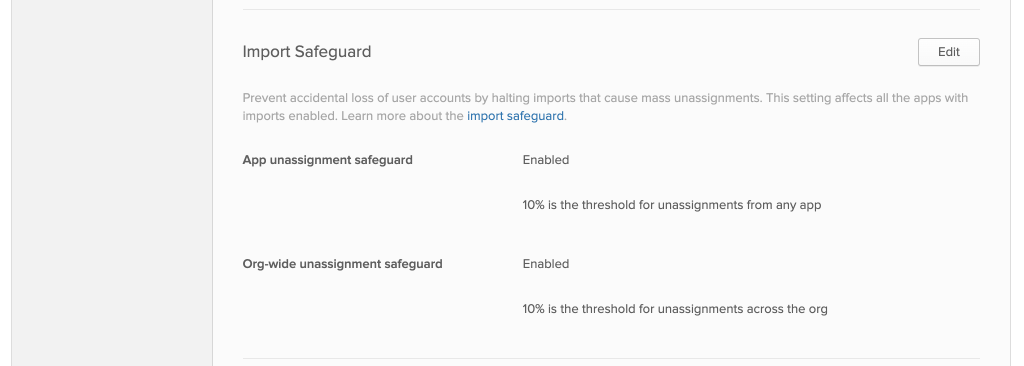 Import Safeguard
Edit
Prevent accidental loss of user accounts by halting imports that cause mass unassignments. This setting affects all the apps with
imports enabled. Learn more about the import safeguard.
App unassignment safeguard
Enabled
10% is the threshold for unassignments from any app
Org-wide unassignment safeguard
Enabled
10% is the threshold for unassignments across the org